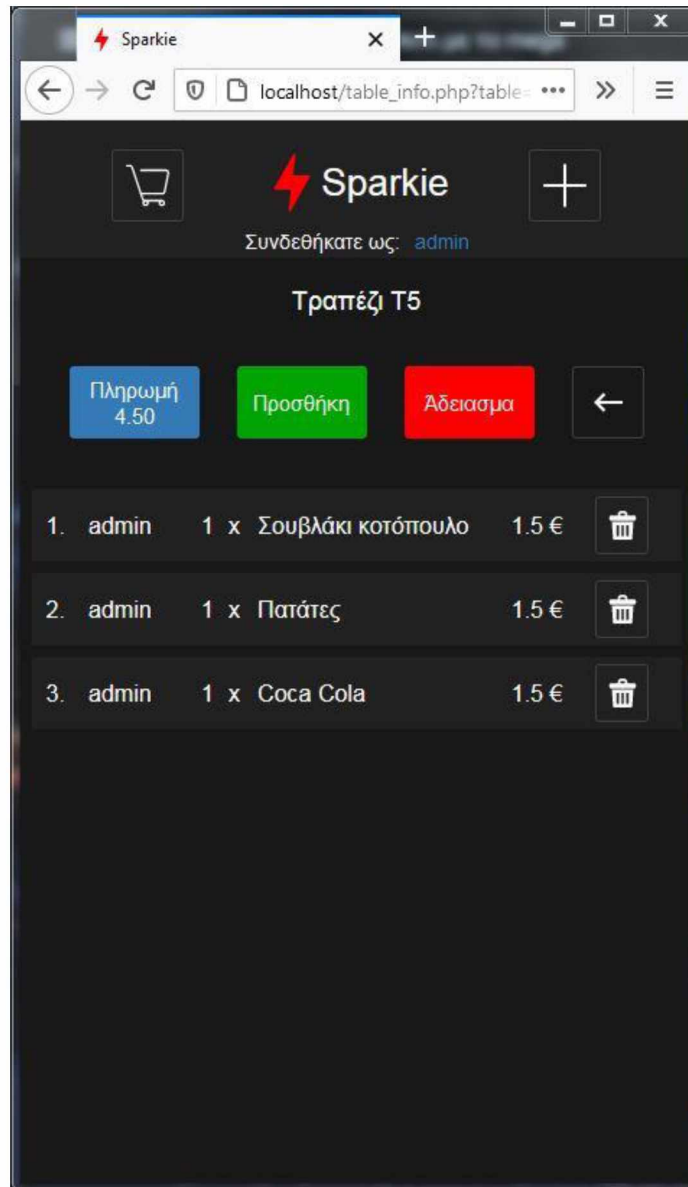 Sparkie
localhost/table_info.php?table=
Sparkie
Συνδεθήκατε ως: admin
Τραπέζι T5
Πληρωμή
4.50
Προσθήκη
Άδειασμα
1. admin 1 x Σουβλάκι κοτόπουλο 1.5 €
2. admin 1 x Πατάτες 1.5 €
3. admin 1 x Coca Cola 1.5 €